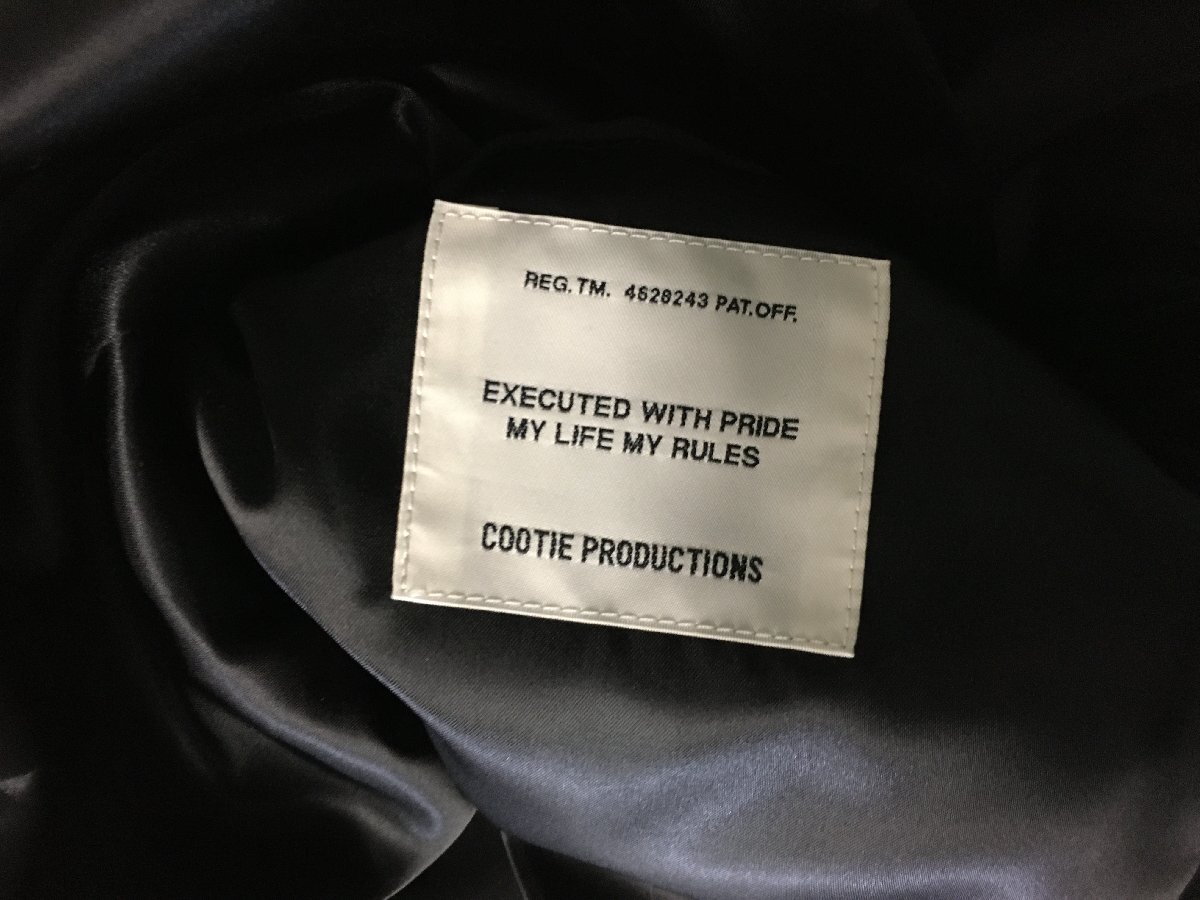 REG.TM. 4628243 PAT.OFF.
EXECUTED WITH PRIDE
MY LIFE MY RULES
COOTIE PRODUCTIONS